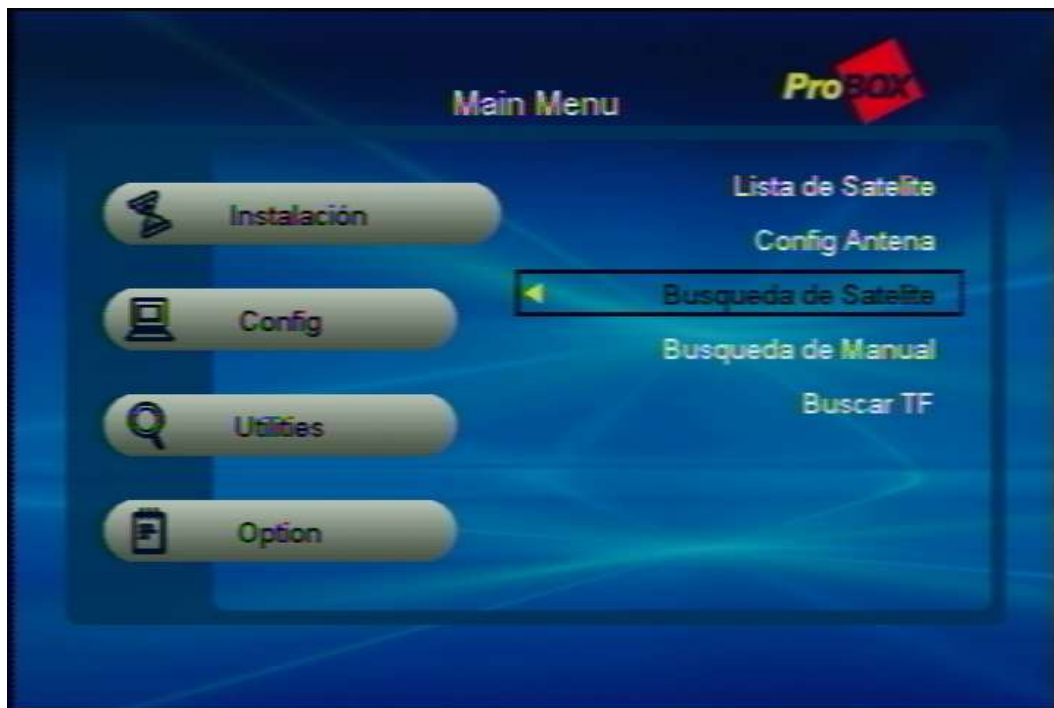 ProBOX
Main Menu
Instalación
Config
Utilities
Option
Lista de Satelite
Config Antena
Busqueda de Satelite
Busqueda de Manual
Buscar TF